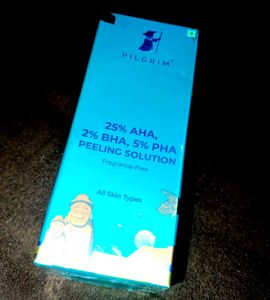 PILGRIM
25% AHA,
2% BHA, 5% PHA
PEELING SOLUTION
Fragrance-Free
All Skin Types